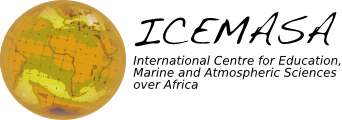 ICEMASA
International Centre for Education,
Marine and Atmospheric Sciences
over Africa